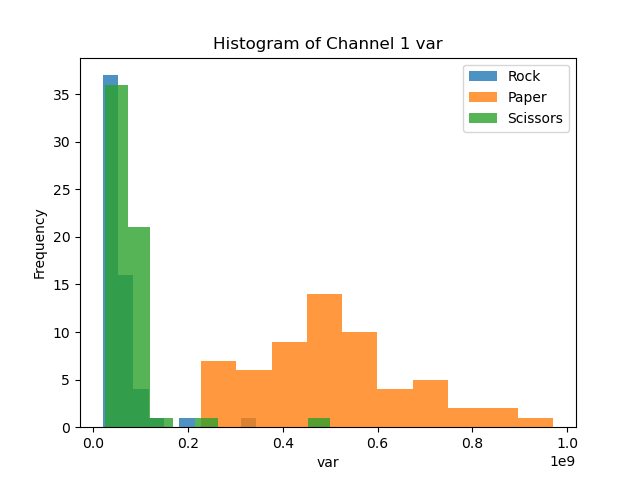 Histogram of Channel 1 var
Rock
Paper
Scissors
Frequency
35
30
25
20
15
10
5
0
0.0 0.2 0.4 0.6 0.8 1.0
1e9
var